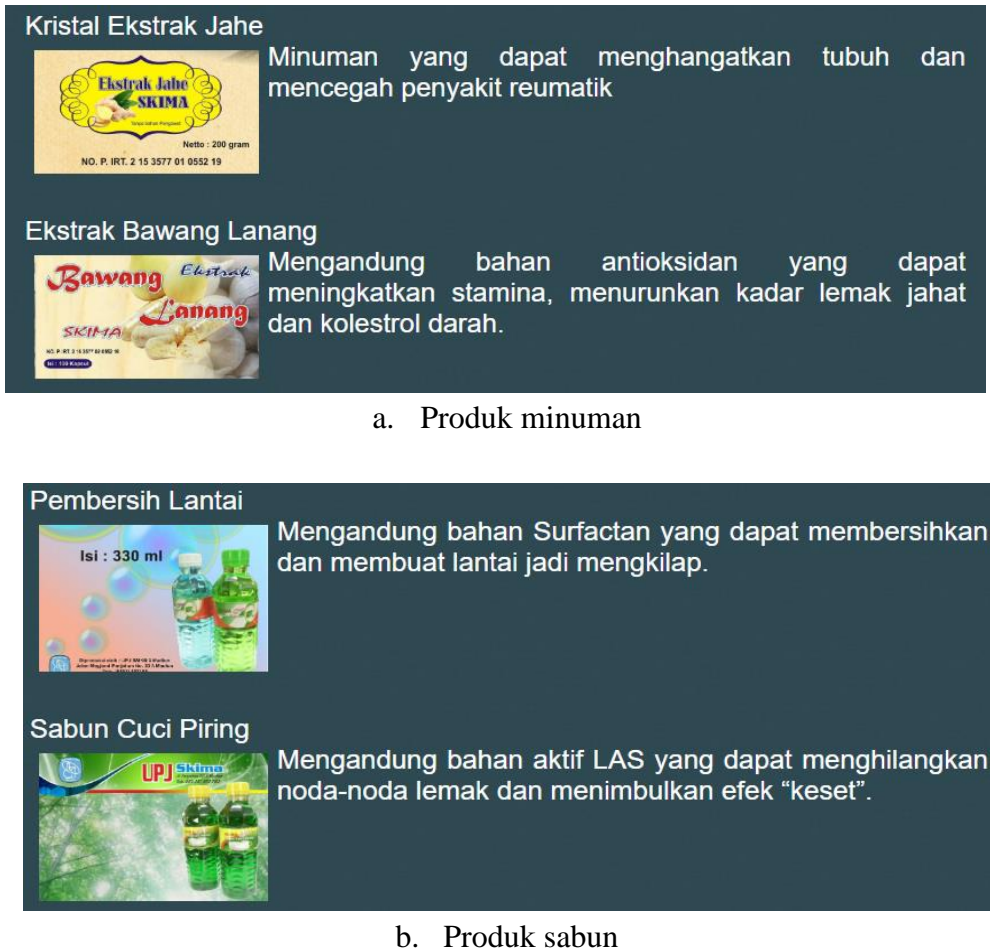 Kristal Ekstrak Jahe
Ekstrak Jahe
SKIMA
Netto : 200 gram
NO. P. IRT. 2 15 3577 01 0552 19
Minuman yang dapat menghangatkan tubuh dan
mencegah penyakit reumatik
Ekstrak Bawang Lanang
Bawang Ekstrak
Lanang
SKIMA
Mengandung bahan antioksidan yang dapat
meningkatkan stamina, menurunkan kadar lemak jahat
dan kolestrol darah.
a. Produk minuman
Pembersih Lantai
Isi : 330 ml
Mengandung bahan Surfactan yang dapat membersihkan
dan membuat lantai jadi mengkilap.
Sabun Cuci Piring
UPJ Skima
Mengandung bahan aktif LAS yang dapat menghilangkan
noda-noda lemak dan menimbulkan efek “keset”.
b. Produk sabun